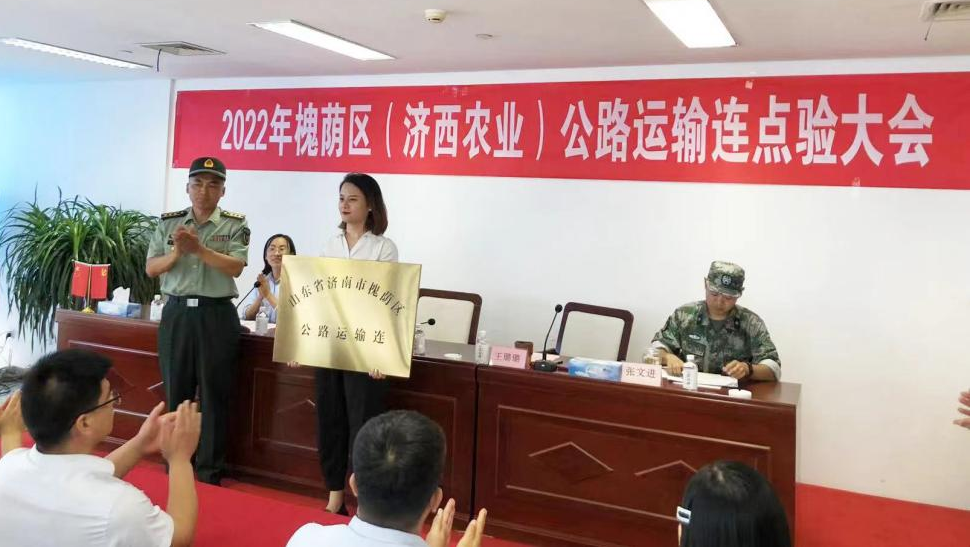 2022年槐荫区（济西农业）公路运输连点验大会
山东省济南市槐荫区
公路运输连
王珊珊
张文进